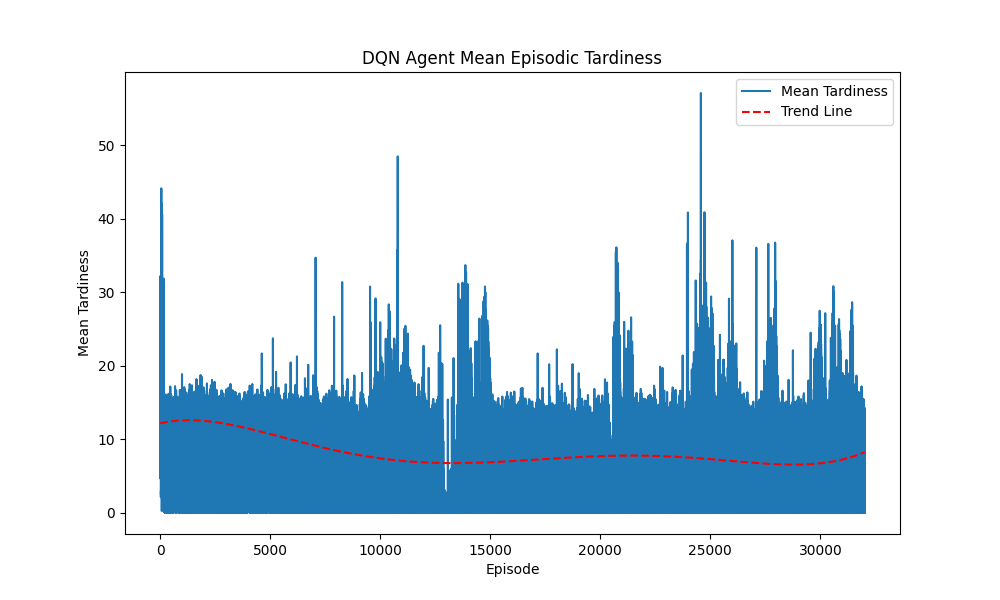 DQN Agent Mean Episodic Tardiness
Mean Tardiness
Trend Line
Mean Tardiness
50
40
30
20
10
0
0 5000 10000 15000 20000 25000 30000
Episode